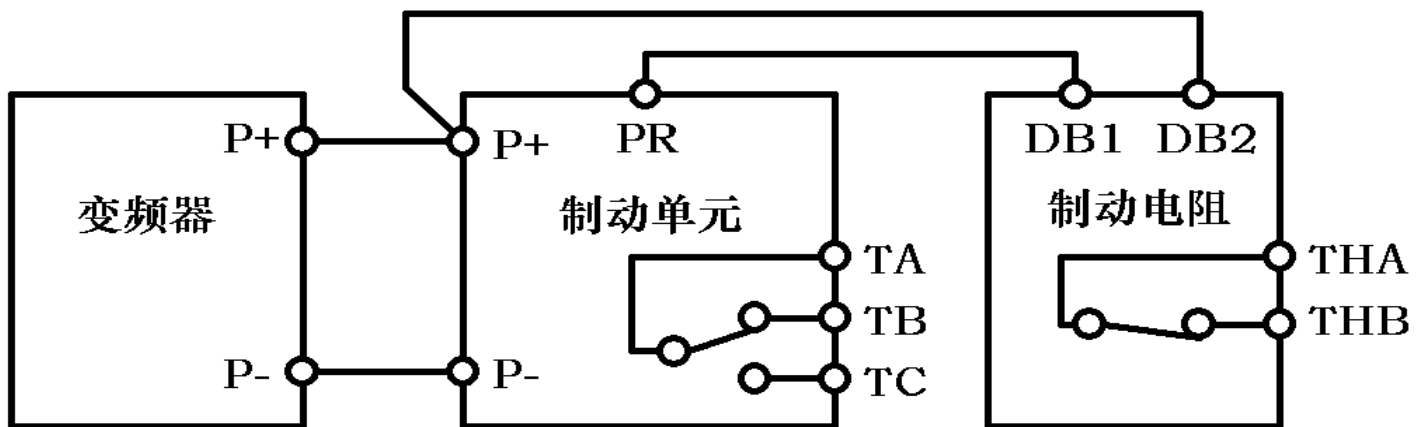 P+ P+ PR DB1 DB2
变频器 制动单元 制动电阻
TA THA
TB THB
P- P- TC